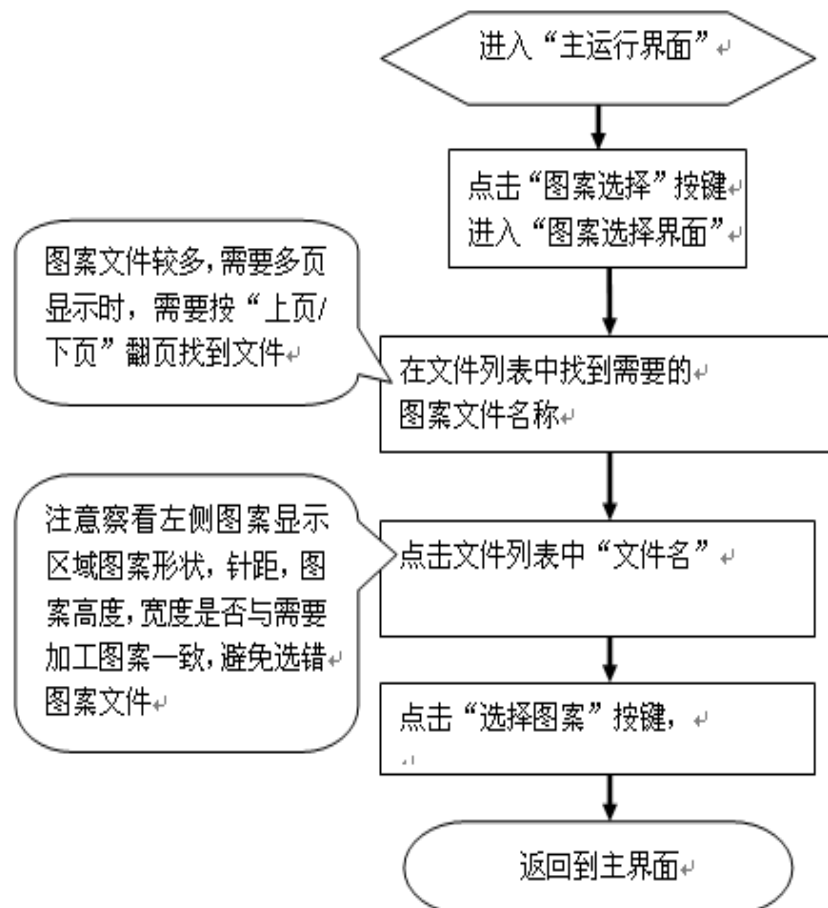 进入“主运行界面”
点击“图案选择”按键
进入“图案选择界面”
图案文件较多，需要多页
显示时，需要按“上页/
下页”翻页找到文件
在文件列表中找到需要的
图案文件名称
注意察看左侧图案显示
区域图案形状，针距，图
案高度，宽度是否与需要
加工图案一致，避免选错
图案文件
点击文件列表中“文件名”
点击“选择图案”按键，
返回到主界面